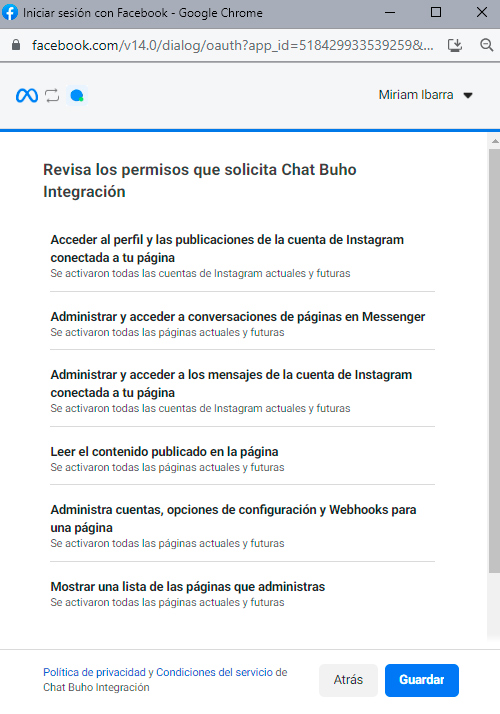 Iniciar sesión con Facebook - Google Chrome
facebook.com/v14.0/dialog/oauth?app_id=518429933539259&...
Miriam Ibarra
Revisa los permisos que solicita Chat Buho
Integración
Acceder al perfil y las publicaciones de la cuenta de Instagram
conectada a tu página
Se activaron todas las cuentas de Instagram actuales y futuras
Administrar y acceder a conversaciones de páginas en Messenger
Se activaron todas las páginas actuales y futuras
Administrar y acceder a los mensajes de la cuenta de Instagram
conectada a tu página
Se activaron todas las cuentas de Instagram actuales y futuras
Leer el contenido publicado en la página
Se activaron todas las páginas actuales y futuras
Administra cuentas, opciones de configuración y Webhooks para
una página
Se activaron todas las páginas actuales y futuras
Mostrar una lista de las páginas que administras
Se activaron todas las páginas actuales y futuras
Política de privacidad y Condiciones del servicio de
Chat Buho Integración
Atrás
Guardar